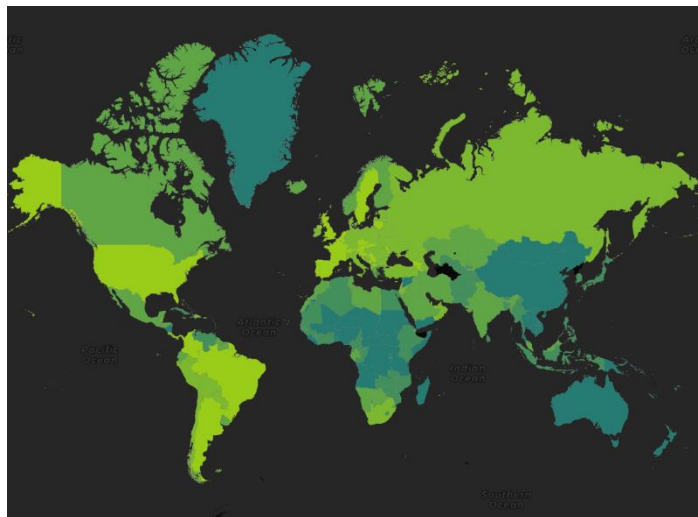 Atlantic
Ocean
Pacific
Ocean
Indian
Ocean
Southern
Ocean